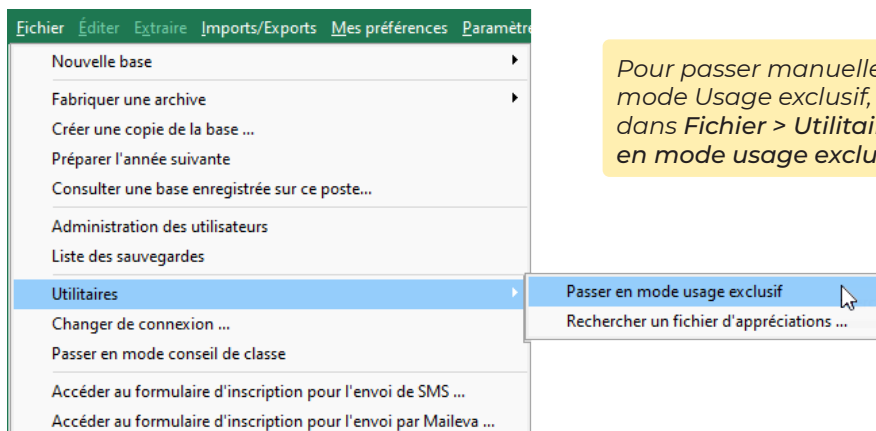 Fichier Éditer Extraire Imports/Exports Mes préférences
Nouvelle base
Fabriquer une archive
Créer une copie de la base ...
Préparer l'année suivante
Consulter une base enregistrée sur ce poste...
Administration des utilisateurs
Liste des sauvegardes
Utilitaires
Changer de connexion ...
Passer en mode conseil de classe
Accéder au formulaire d'inscription pour l'envoi de SMS ...
Accéder au formulaire d'inscription pour l'envoi par Maileva ...
Passer en mode usage exclusif
Rechercher un fichier d'appréciations ...
Pour passer
mode Usage exclusif,
dans Fichier >
en mode usage